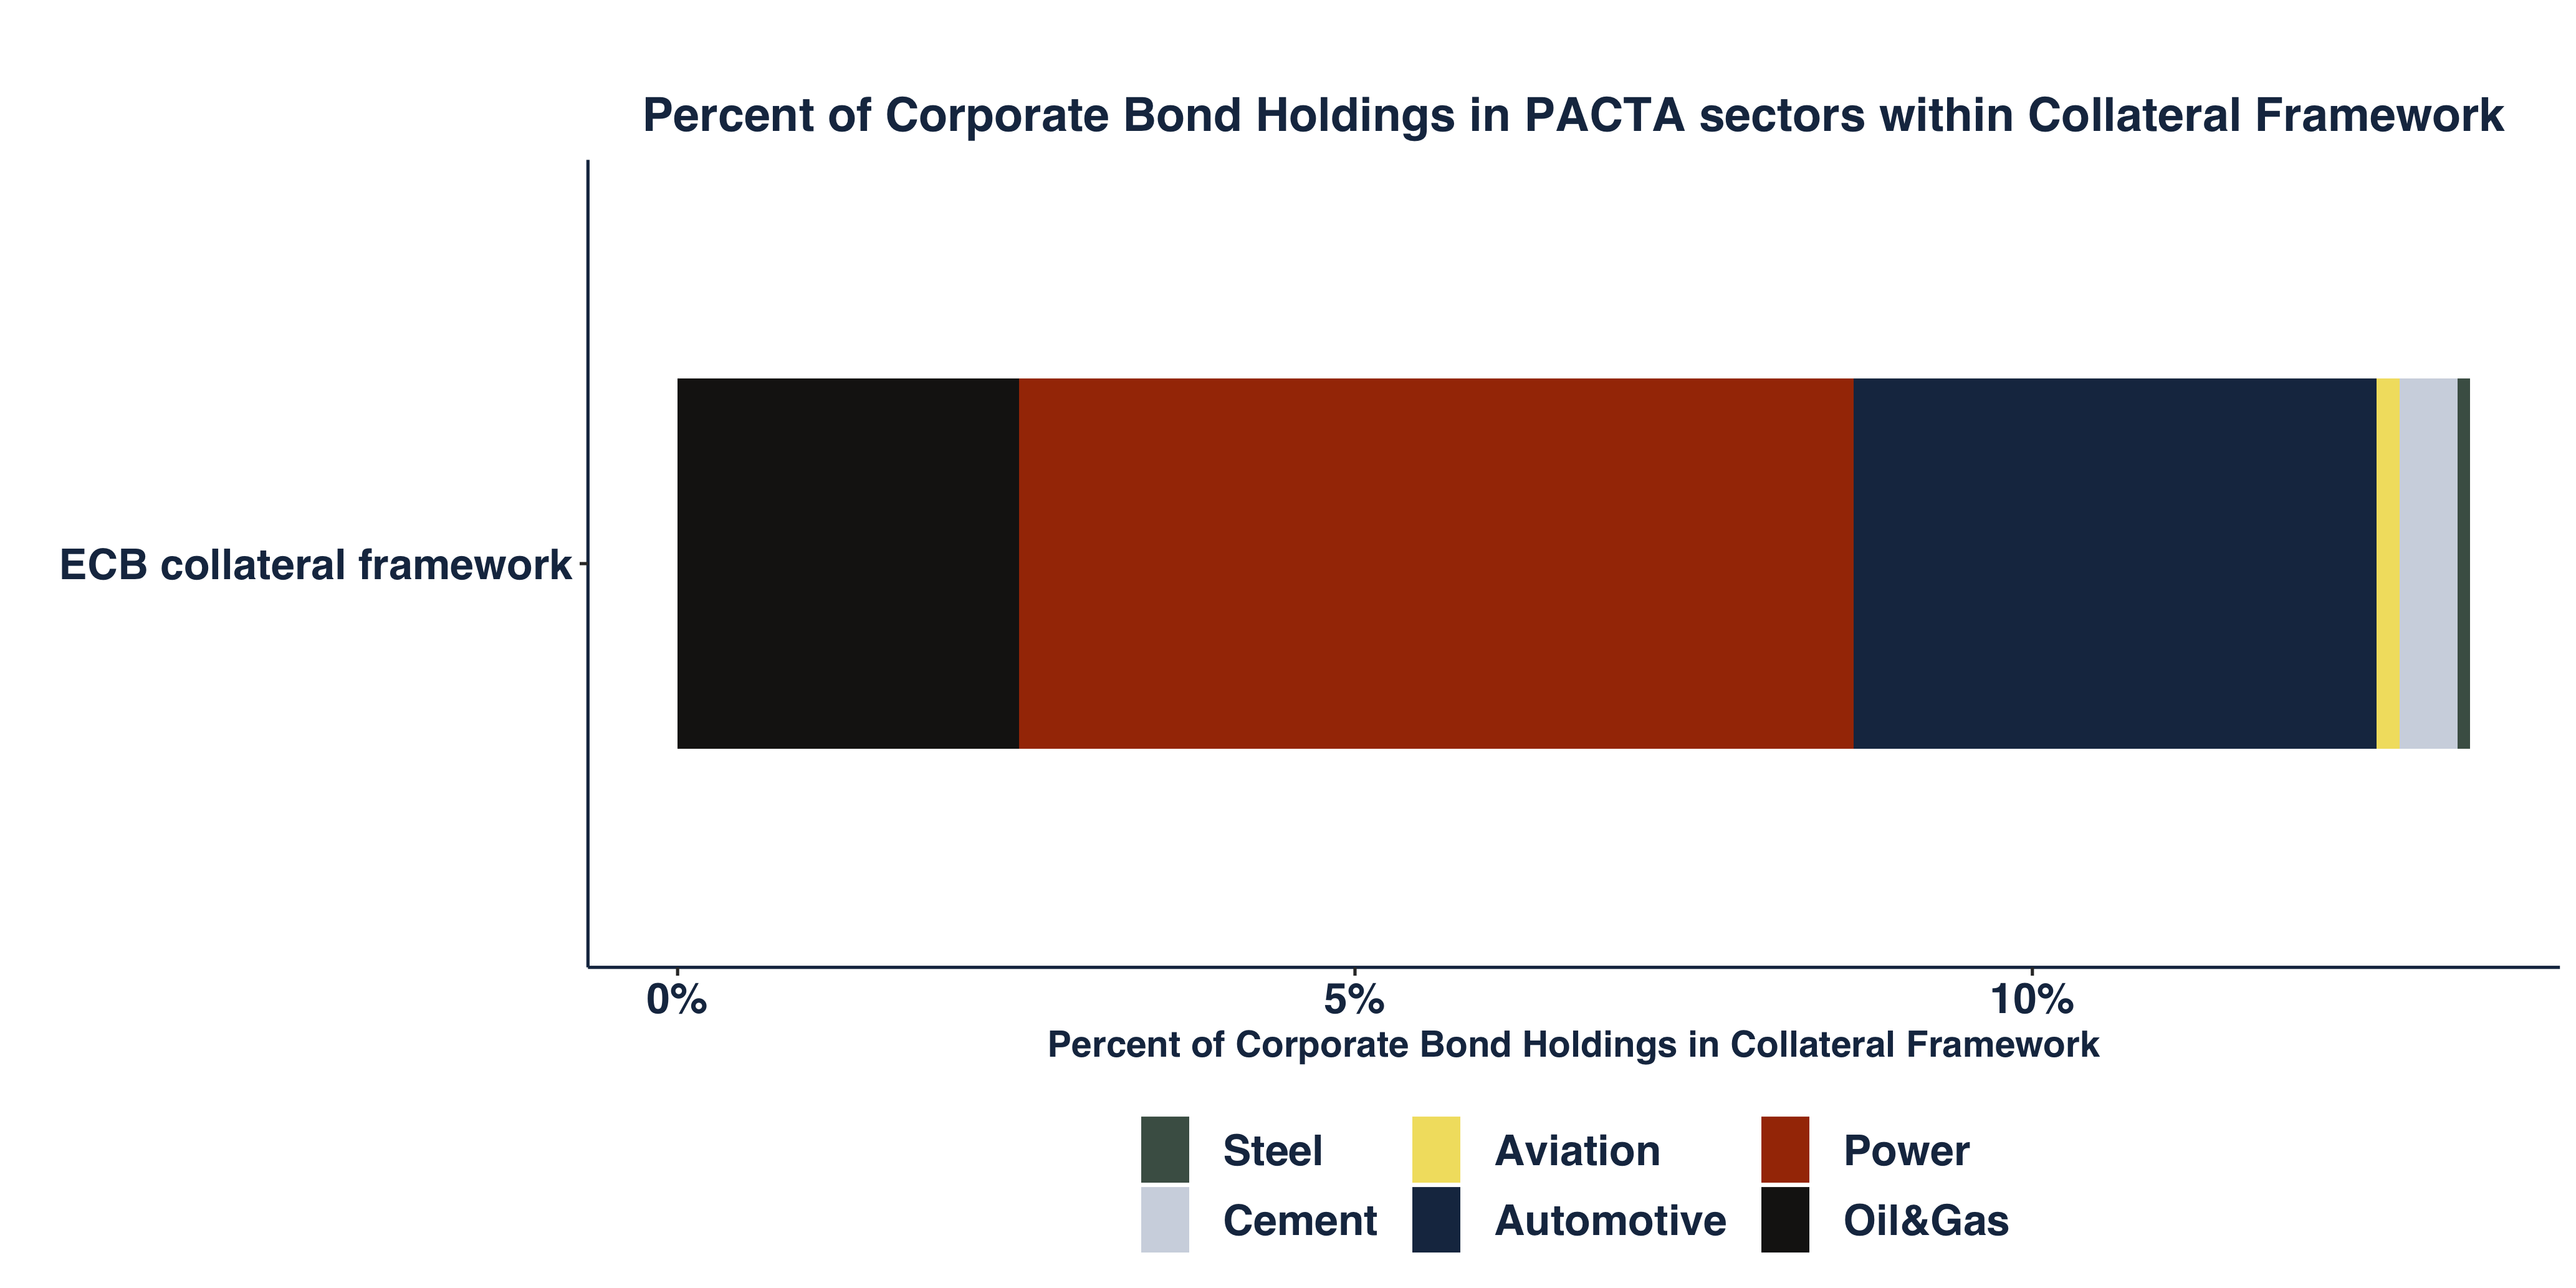 Percent of Corporate Bond Holdings in PACTA sectors within Collateral Framework
ECB collateral framework
0% 5% 10%
Percent of Corporate Bond Holdings in Collateral Framework
Steel Aviation Power
Cement Automotive Oil&Gas